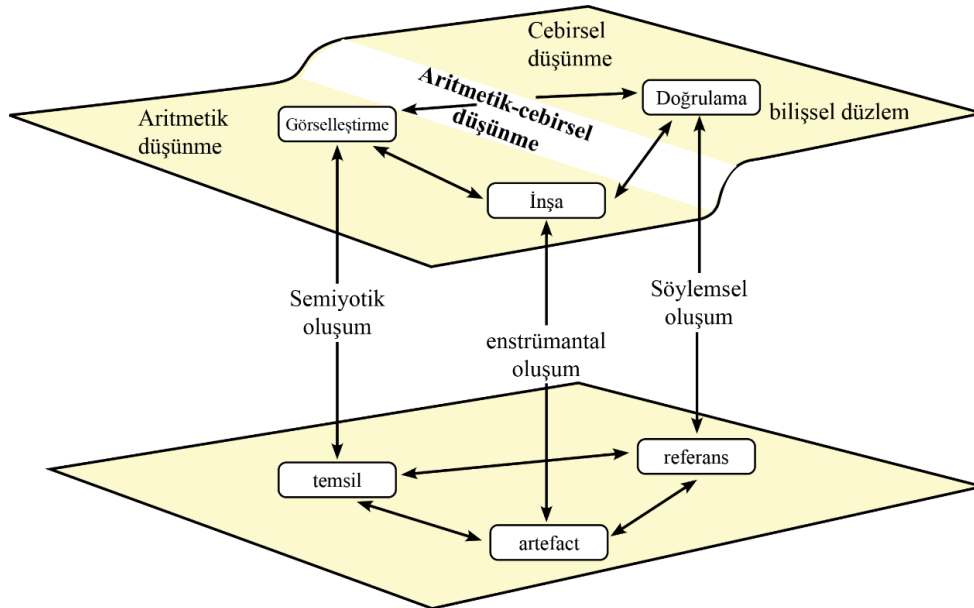 Cebirsel
düşünme
Aritmetik-cebirsel
düşünme
Doğrulama
bilişsel düzlem
Aritmetik
düşünme
Görselleştirme
İnşa
Semiyotik
oluşum
Söylemsel
oluşum
enstrümantal
oluşum
referans
temsil
artefact